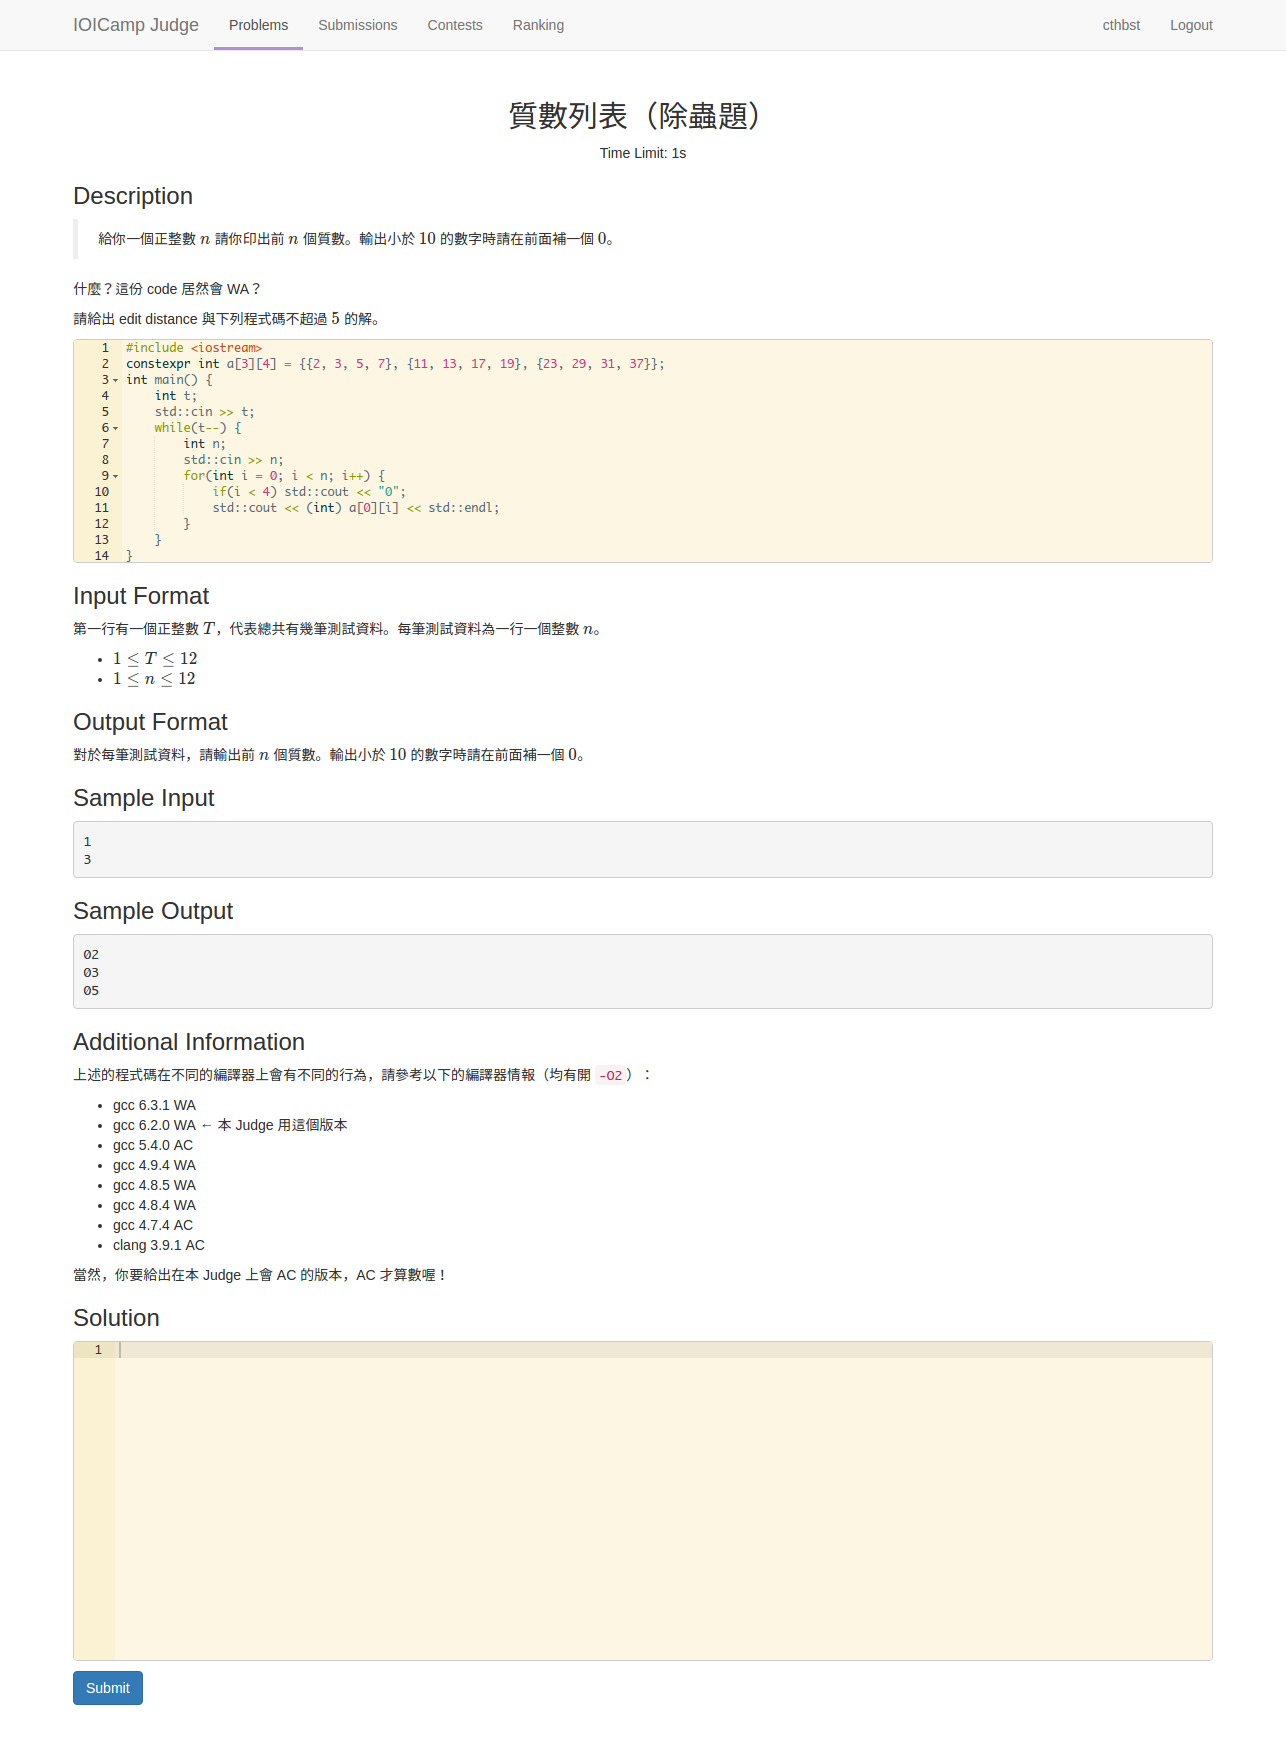 IOICamp Judge Problems Submissions Contests Ranking cthbst Logout
質數列表（除蟲題）
Time Limit: 1s
Description
給你一個正整數 n 請你印出前 n 個質數。輸出小於 10 的數字時請在前面補一個 0。
什麼？這份 code 居然會 WA？
請給出 edit distance 與下列程式碼不超過 5 的解。
1 #include <iostream>
2 constexpr int a[3][4] = {{2, 3, 5, 7}, {11, 13, 17, 19}, {23, 29, 31, 37}};
3 int main() {
4 int t;
5 std::cin >> t;
6 while(t--) {
7 int n;
8 std::cin >> n;
9 for(int i = 0; i < n; i++) {
10 if(i < 4) std::cout << "0";
11 std::cout << (int) a[0][i] << std::endl;
12 }
13 }
14 }
Input Format
第一行有一個正整數 T，代表總共有幾筆測試資料。每筆測試資料為一行一個整數 n。
• 1 ≤ T ≤ 12
• 1 ≤ n ≤ 12
Output Format
對於每筆測試資料，請輸出前 n 個質數。輸出小於 10 的數字時請在前面補一個 0。
Sample Input
1
3
Sample Output
02
03
05
Additional Information
上述的程式碼在不同的編譯器上會有不同的行為，請參考以下的編譯器情報（均有開 -O2）：
• gcc 6.3.1 WA
• gcc 6.2.0 WA ← 本 Judge 用這個版本
• gcc 5.4.0 AC
• gcc 4.9.4 WA
• gcc 4.8.5 WA
• gcc 4.8.4 WA
• gcc 4.7.4 AC
• clang 3.9.1 AC
當然，你要給出在本 Judge 上會 AC 的版本，AC 才算數喔！
Solution
1
Submit